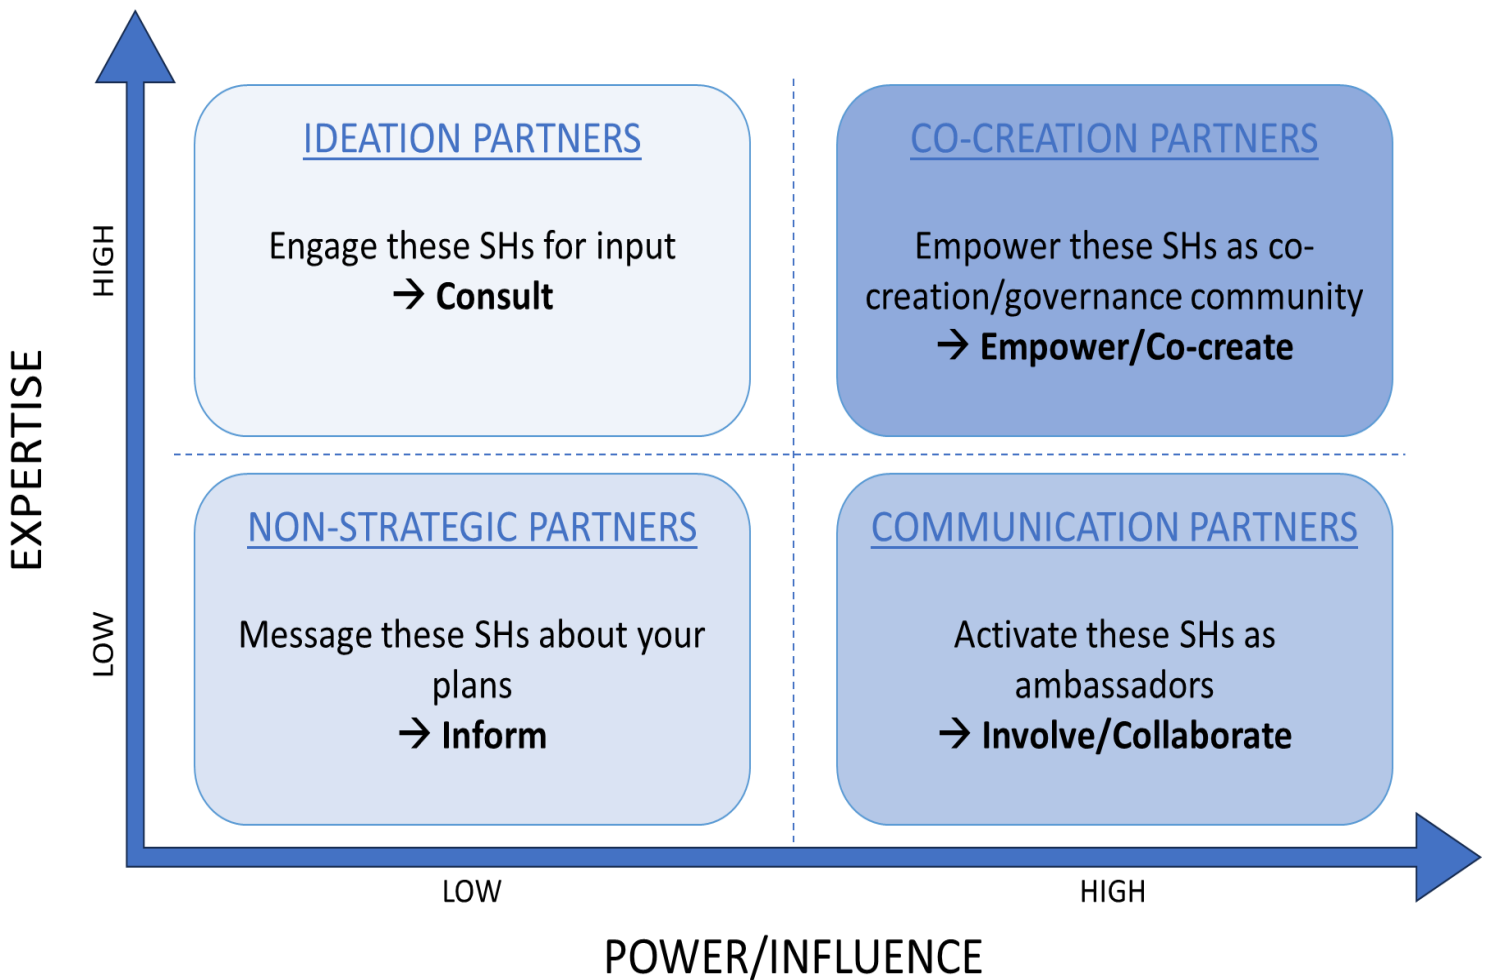 IDEATION PARTNERS
Engage these SHs for input
→ Consult
CO-CREATION PARTNERS
Empower these SHs as co-
creation/governance community
→ Empower/Co-create
HIGH
EXPERTISE
LOW
NON-STRATEGIC PARTNERS
Message these SHs about your
plans
→ Inform
COMMUNICATION PARTNERS
Activate these SHs as
ambassadors
→ Involve/Collaborate
LOW
HIGH
POWER/INFLUENCE